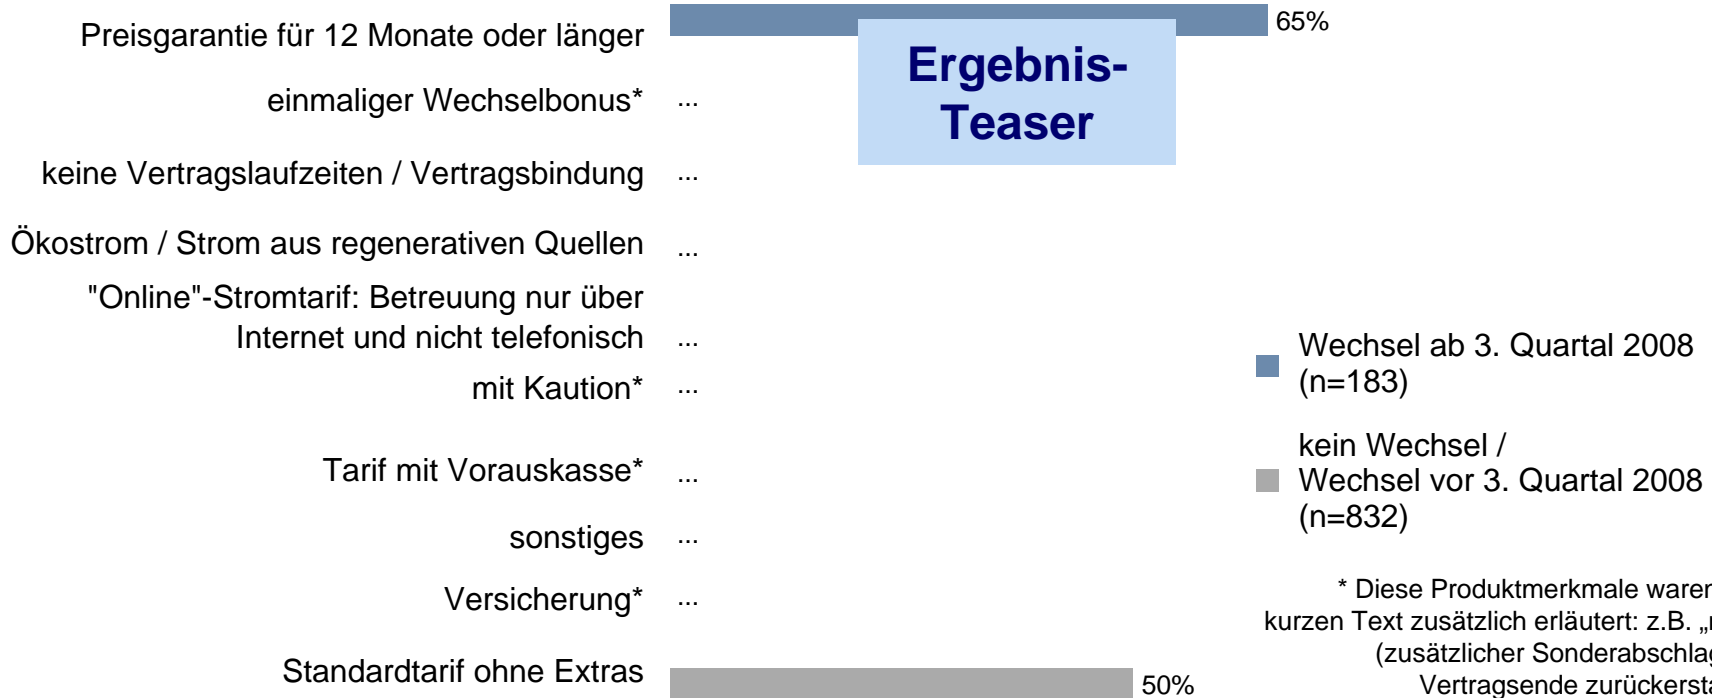 Preisgarantie für 12 Monate oder länger
65%
Ergebnis-
Teaser
einmaliger Wechselbonus* ...
keine Vertragslaufzeiten / Vertragsbindung ...
Ökostrom / Strom aus regenerativen Quellen ...
"Online"-Stromtarif: Betreuung nur über
Internet und nicht telefonisch ...
mit Kaution* ...
Tarif mit Vorauskasse* ...
sonstiges ...
Versicherung* ...
Standardtarif ohne Extras
50%
Wechsel ab 3. Quartal 2008
(n=183)
kein Wechsel /
Wechsel vor 3. Quartal 2008
(n=832)
* Diese Produktmerkmale waren
kurzen Text zusätzlich erläutert: z.B.
(zusätzlicher Sonderabschlag
Vertragsende